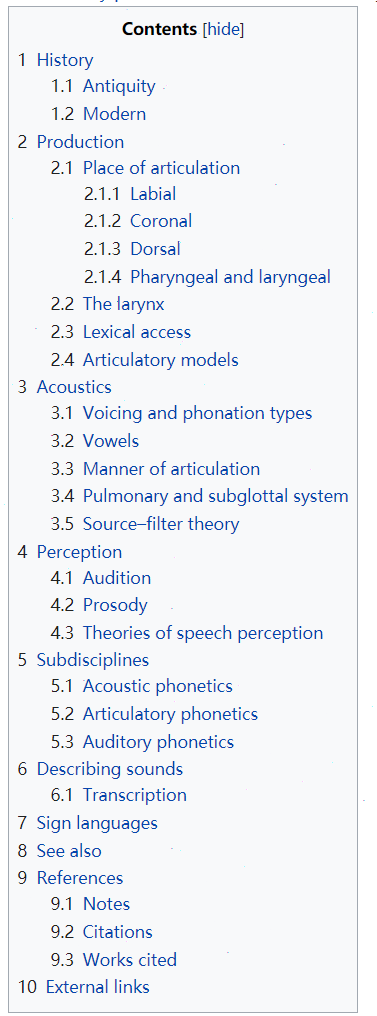 Contents [hide]
1 History
1.1 Antiquity
1.2 Modern
2 Production
2.1 Place of articulation
2.1.1 Labial
2.1.2 Coronal
2.1.3 Dorsal
2.1.4 Pharyngeal and laryngeal
2.2 The larynx
2.3 Lexical access
2.4 Articulatory models
3 Acoustics
3.1 Voicing and phonation types
3.2 Vowels
3.3 Manner of articulation
3.4 Pulmonary and subglottal system
3.5 Source–filter theory
4 Perception
4.1 Audition
4.2 Prosody
4.3 Theories of speech perception
5 Subdisciplines
5.1 Acoustic phonetics
5.2 Articulatory phonetics
5.3 Auditory phonetics
6 Describing sounds
6.1 Transcription
7 Sign languages
8 See also
9 References
9.1 Notes
9.2 Citations
9.3 Works cited
10 External links